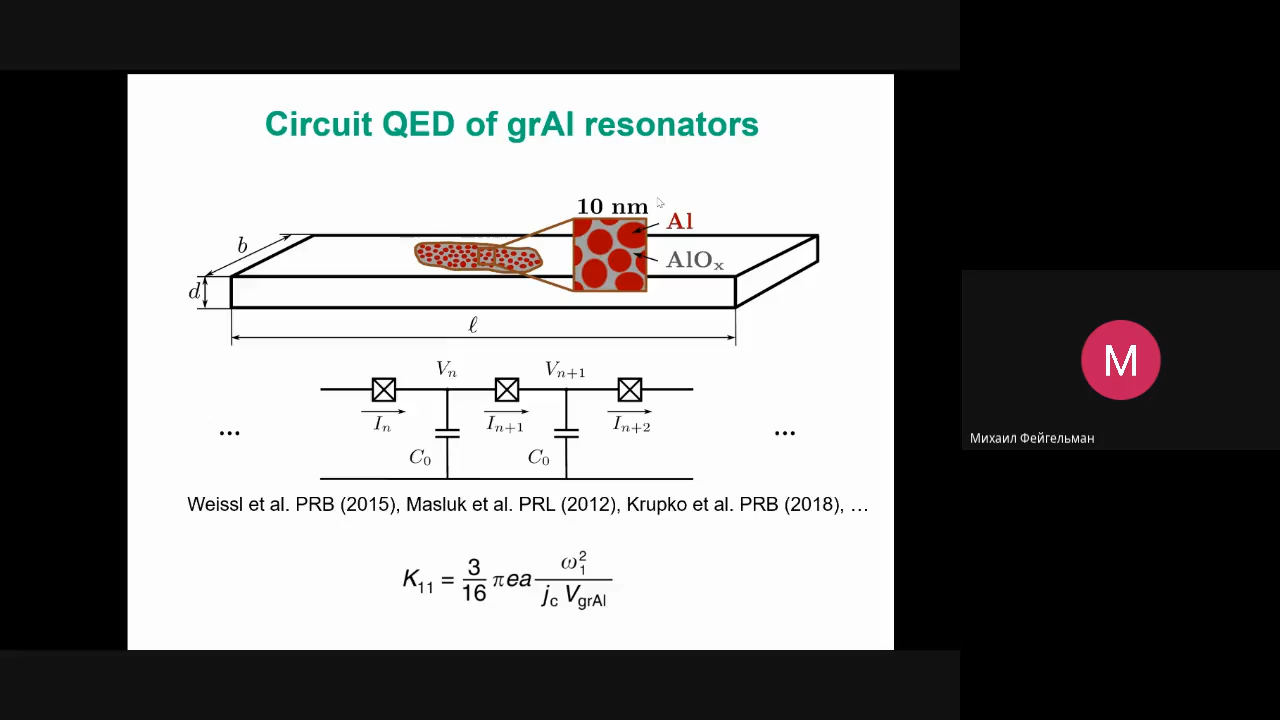 Circuit QED of grAl resonators
10 nm
Al
AlOₓ
b
d
ℓ
Vₙ
Vₙ₊₁
Iₙ
Iₙ₊₁
Iₙ₊₂
...
...
C₀
C₀
Weissl et al. PRB (2015), Masluk et al. PRL (2012), Krupko et al. PRB (2018), …
K₁₁ = 3/16 πea ω₁²/(j_c V_grAl)
M
Михаил Фейгельман